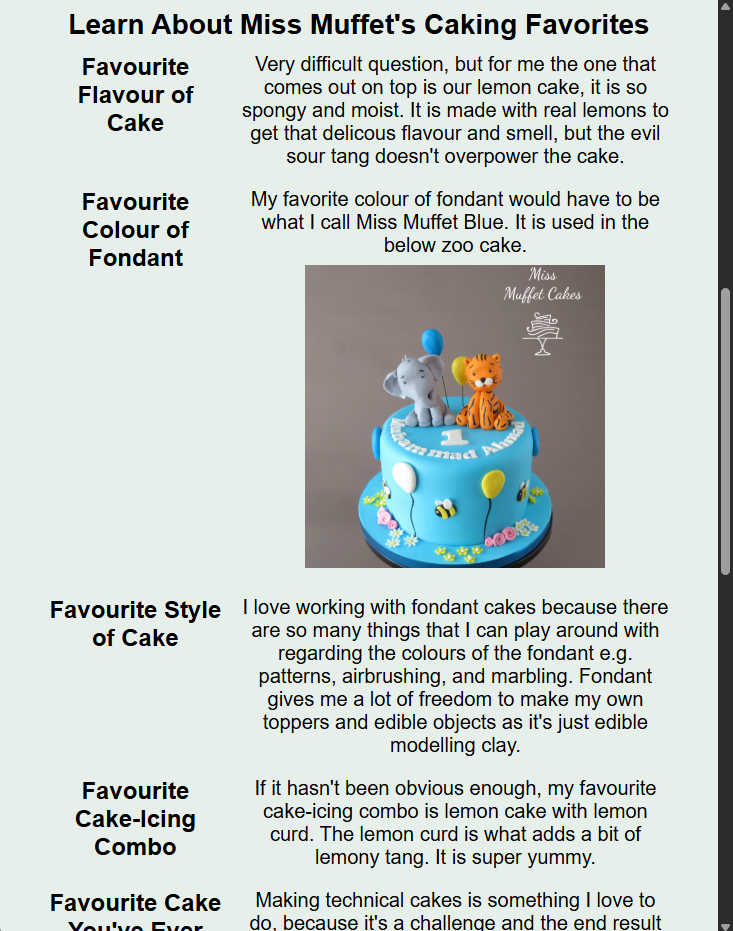 Learn About Miss Muffet's Caking Favorites
Favourite
Flavour of
Cake
Very difficult question, but for me the one that
comes out on top is our lemon cake, it is so
spongy and moist. It is made with real lemons to
get that delicous flavour and smell, but the evil
sour tang doesn't overpower the cake.
Favourite
Colour of
Fondant
My favorite colour of fondant would have to be
what I call Miss Muffet Blue. It is used in the
below zoo cake.
Miss
Muffet Cakes
1
Muhammad Ahmad
Favourite Style
of Cake
I love working with fondant cakes because there
are so many things that I can play around with
regarding the colours of the fondant e.g.
patterns, airbrushing, and marbling. Fondant
gives me a lot of freedom to make my own
toppers and edible objects as it's just edible
modelling clay.
Favourite
Cake-Icing
Combo
If it hasn't been obvious enough, my favourite
cake-icing combo is lemon cake with lemon
curd. The lemon curd is what adds a bit of
lemony tang. It is super yummy.
Favourite Cake
You've Ever
Making technical cakes is something I love to
do, because it's a challenge and the end result